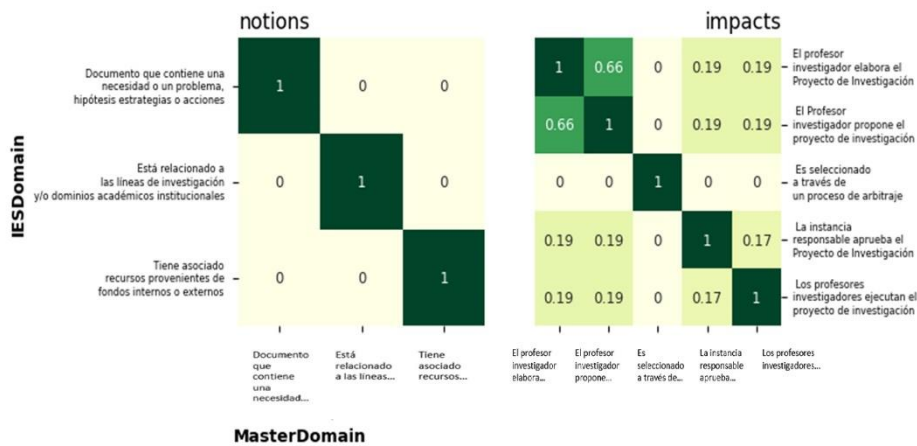 notions
impacts
Documento que contiene una
necesidad o un problema,
hipótesis estrategias o acciones
1 0 0
1 0.66 0 0.19 0.19
El profesor
investigador elabora el
Proyecto de Investigación
0.66 1 0 0.19 0.19
El Profesor
investigador propone el
proyecto de investigación
IESDomain
Está relacionado a
las líneas de investigación
y/o dominios académicos institucionales
0 1 0
0 0 1 0 0
Es seleccionado
a través de
un proceso de arbitraje
0.19 0.19 0 1 0.17
La instancia
responsable aprueba el
Proyecto de Investigación
Tiene asociado
recursos provenientes de
fondos internos o externos
0 0 1
0.19 0.19 0 0.17 1
Los profesores
investigadores ejecutan el
proyecto de investigación
Documento
que
contiene
una
necesidad...
Está
relacionado
a las líneas...
Tiene
asociado
recursos...
El profesor
investigador
elabora...
El profesor
investigador
propone...
Es
seleccionado
a través de...
La instancia
responsable
aprueba...
Los profesores
investigadores...
MasterDomain